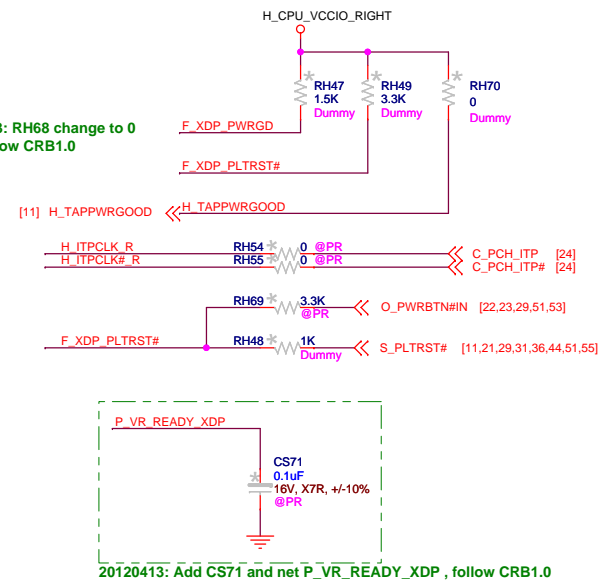 H_CPU_VCCIO_RIGHT
RH47
1.5K
Dummy
RH49
3.3K
Dummy
RH70
0
Dummy
3: RH68 change to 0
ow CRB1.0
F_XDP_PWRGD
F_XDP_PLTRST#
[11] H_TAPPWRGOOD
H_TAPPWRGOOD
H_ITPCLK_R
RH54
0 @PR
C_PCH_ITP [24]
H_ITPCLK#_R
RH55
0 @PR
C_PCH_ITP# [24]
RH69
3.3K
@PR
O_PWRBTN#IN [22,23,29,51,53]
F_XDP_PLTRST#
RH48
1K
Dummy
S_PLTRST# [11,21,29,31,36,44,51,55]
P_VR_READY_XDP
CS71
0.1uF
16V, X7R, +/-10%
@PR
20120413: Add CS71 and net P_VR_READY_XDP , follow CRB1.0